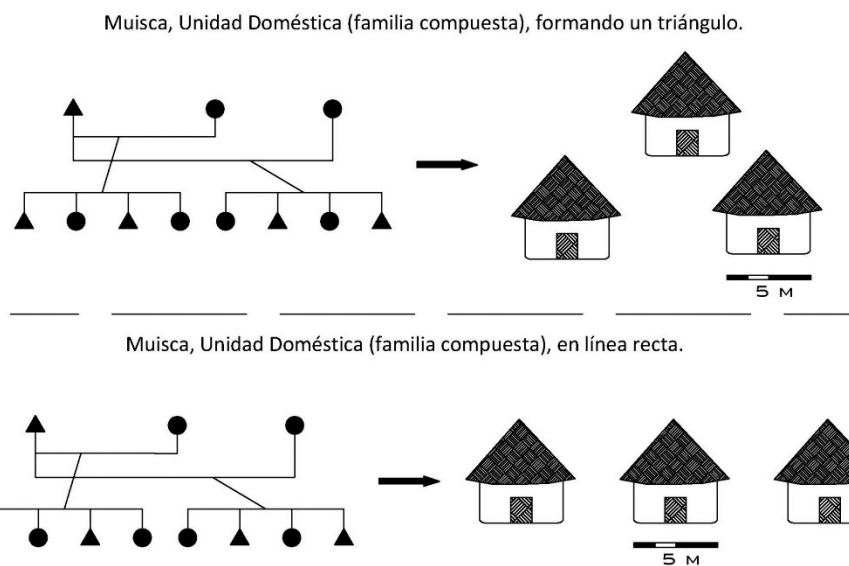 Muisca, Unidad Doméstica (familia compuesta), formando un triángulo.
5 M
Muisca, Unidad Doméstica (familia compuesta), en línea recta.
5 M